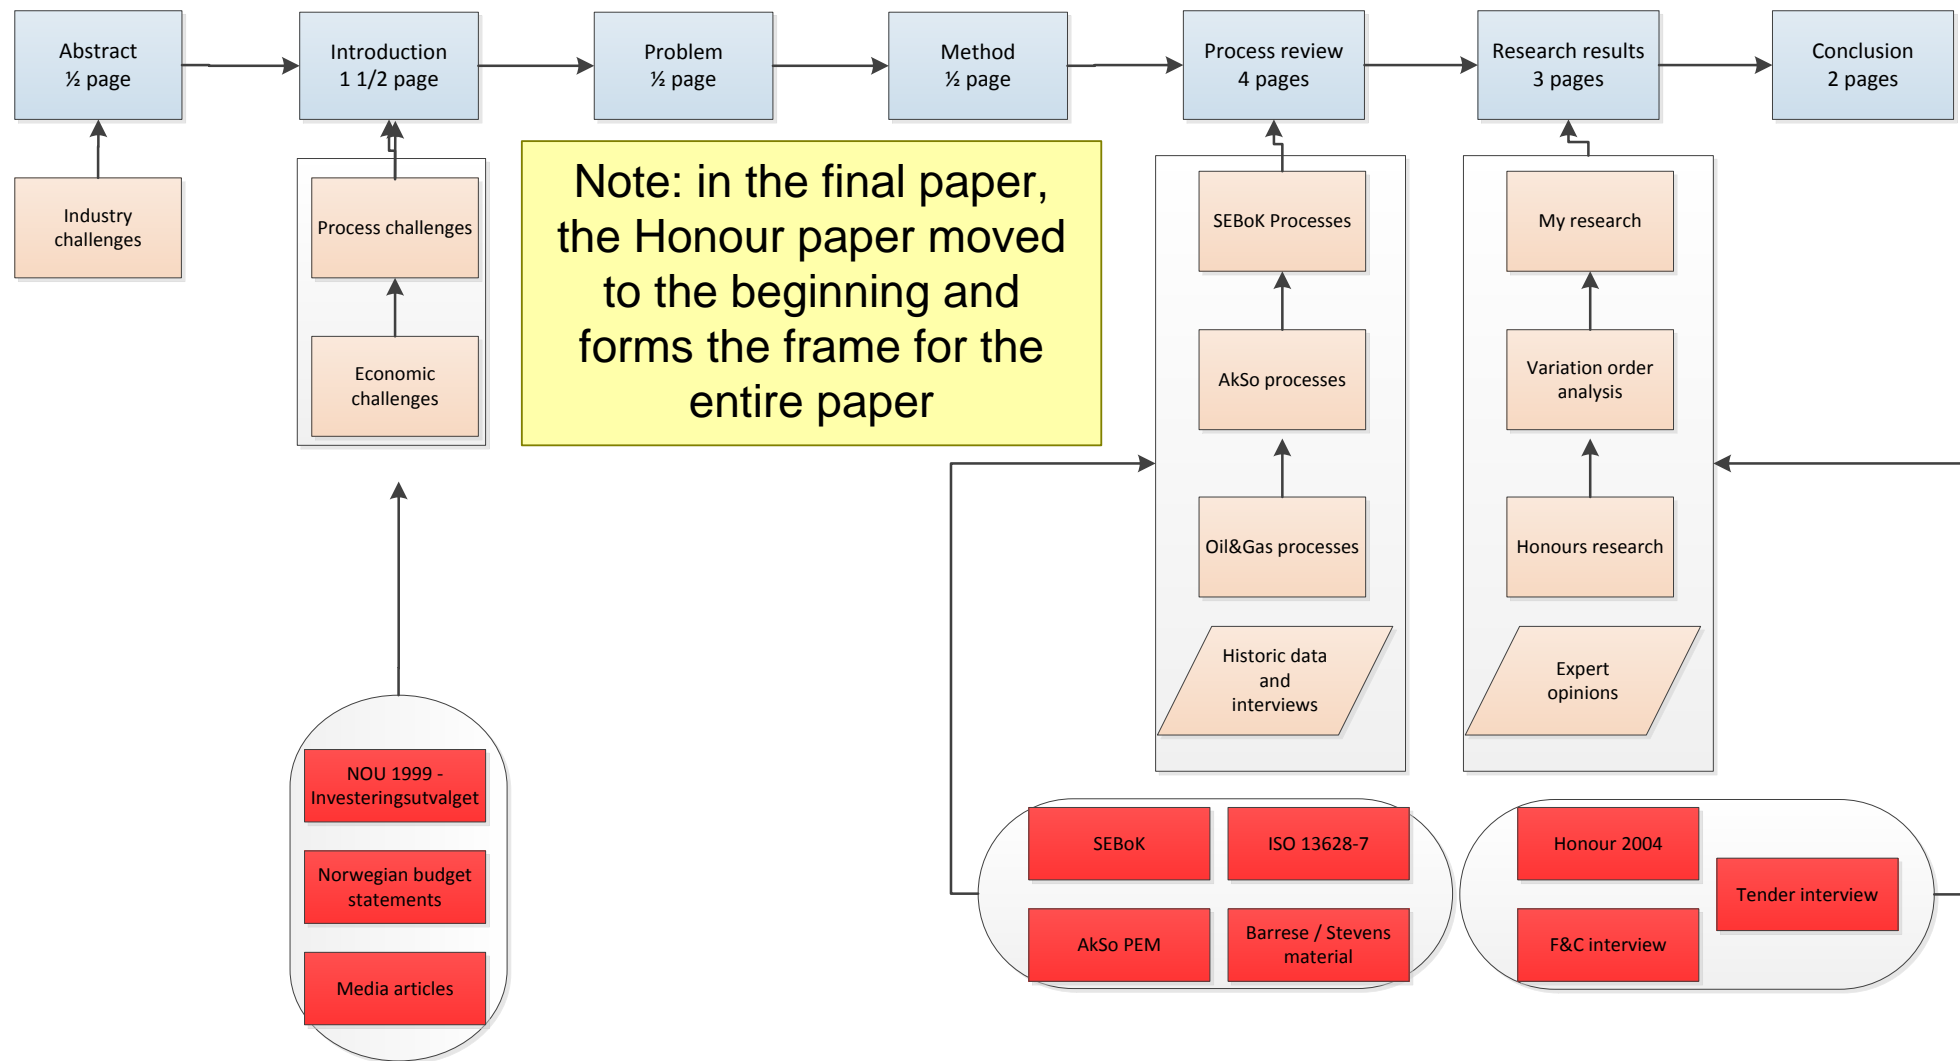 Abstract
½ page
Introduction
1 1/2 page
Problem
½ page
Method
½ page
Process review
4 pages
Research results
3 pages
Conclusion
2 pages
Industry
challenges
Process challenges
Economic
challenges
Note: in the final paper,
the Honour paper moved
to the beginning and
forms the frame for the
entire paper
SEBoK Processes
AkSo processes
Oil&Gas processes
Historic data
and
interviews
My research
Variation order
analysis
Honours research
Expert
opinions
NOU 1999 -
Investeringsutvalget
Norwegian budget
statements
Media articles
SEBoK
ISO 13628-7
AkSo PEM
Barrese / Stevens
material
Honour 2004
Tender interview
F&C interview